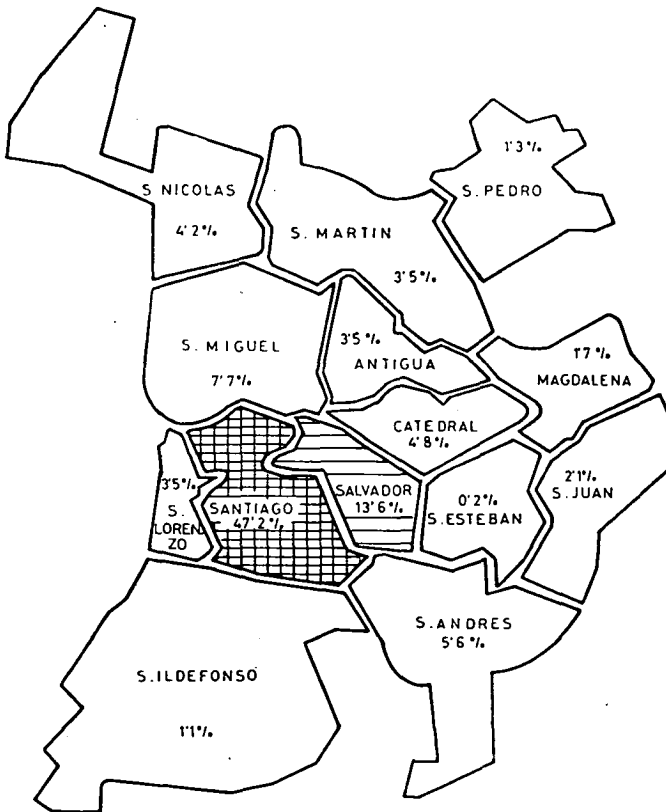 1'3%
S. PEDRO
S NICOLAS
4'2%
S. MARTIN
3'5%
S. MIGUEL
7'7%
3'5%
ANTIGUA
1'7%
MAGDALENA
CATEDRAL
4'8%
3'5%
S.
LOREN
ZO
SANTIAGO
47'2%
SALVADOR
13'6%
0'2%
S.ESTEBAN
2'1%
S. JUAN
S.ANDRES
5'6%
S.ILDEFONSO
1'1%